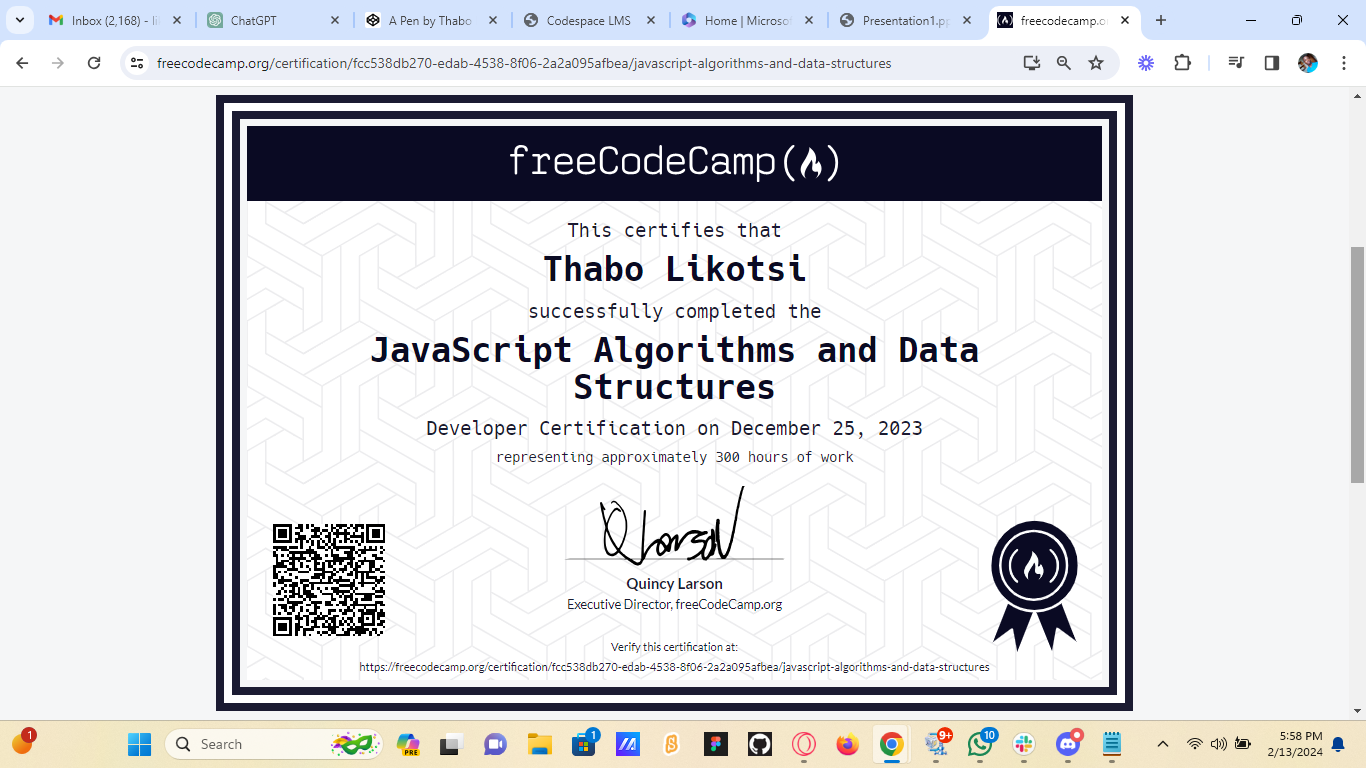 Inbox (2,168) - li
ChatGPT
A Pen by Thabo
Codespace LMS
Home | Microso
Presentation1.pp
freecodecamp.o
freecodecamp.org/certification/fcc538db270-edab-4538-8f06-2a2a095afbea/javascript-algorithms-and-data-structures
freeCodeCamp
This certifies that
Thabo Likotsi
successfully completed the
JavaScript Algorithms and Data
Structures
Developer Certification on December 25, 2023
representing approximately 300 hours of work
Quincy Larson
Executive Director, freeCodeCamp.org
Verify this certification at:
https://freecodecamp.org/certification/fcc538db270-edab-4538-8f06-2a2a095afbea/javascript-algorithms-and-data-structures
1
Search
PRE
1
9+
10
5:58 PM
2/13/2024